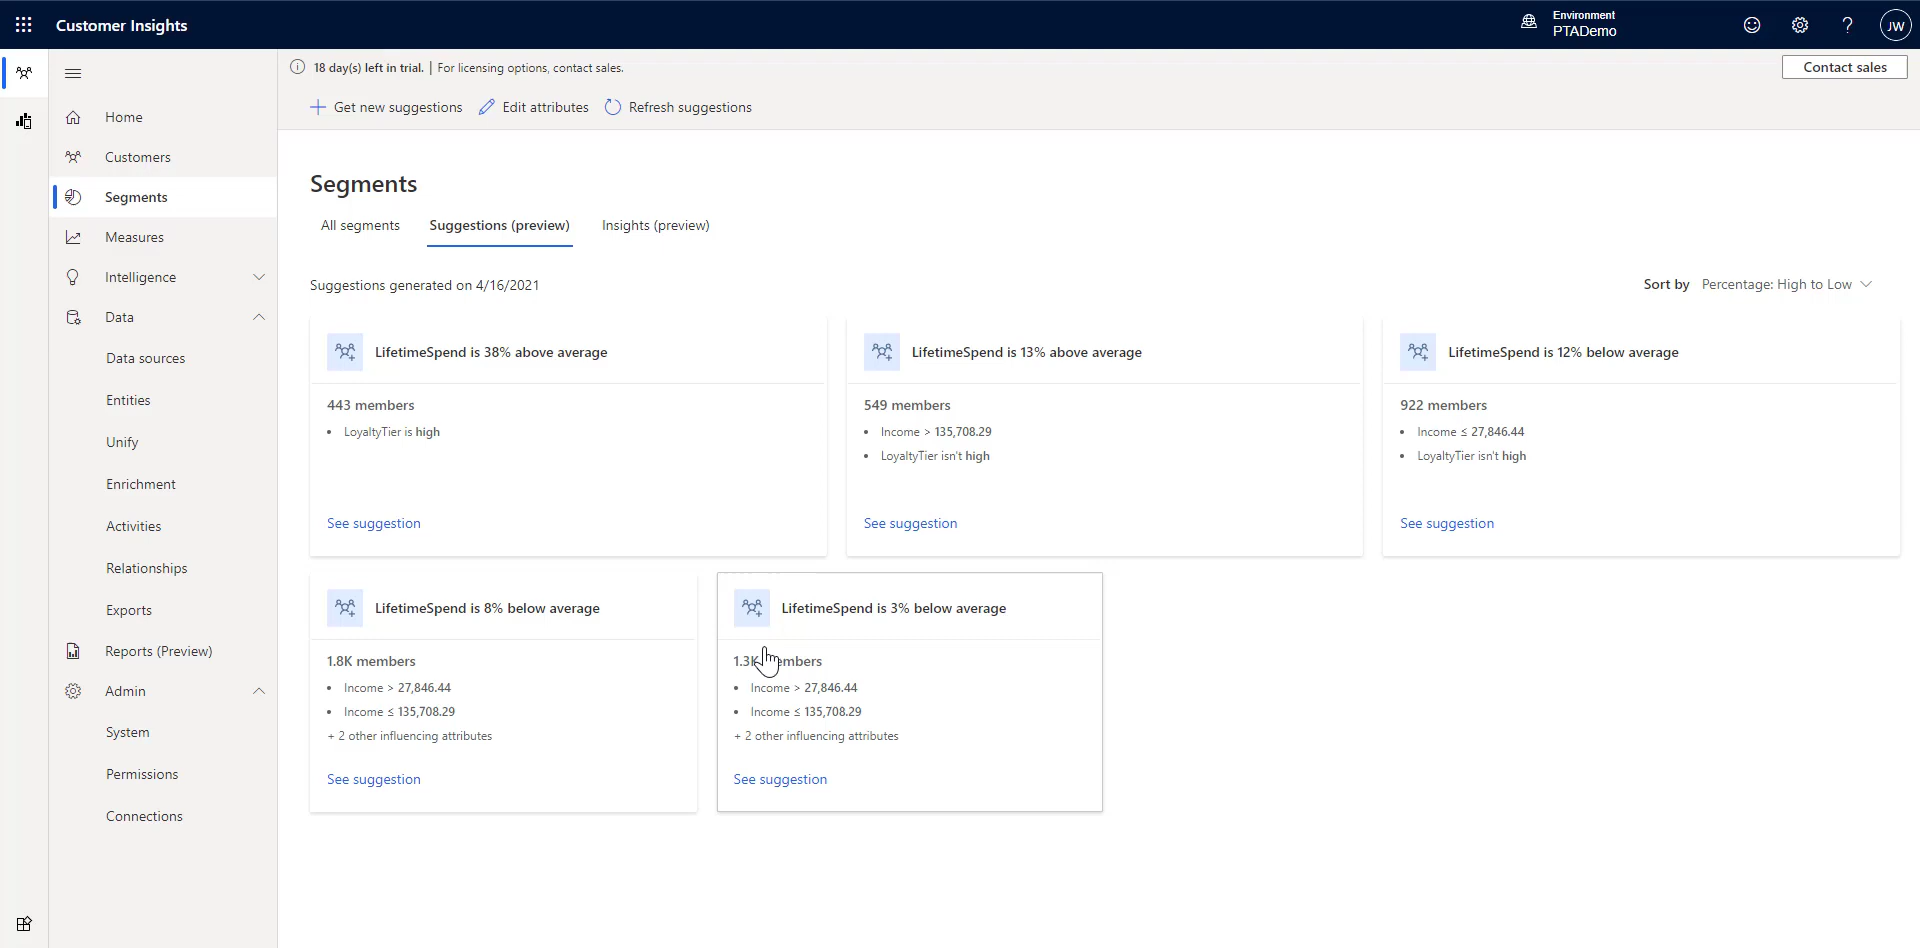 Customer Insights
Environment
PTADemo
?
JW
18 day(s) left in trial. | For licensing options, contact sales.
Contact sales
Get new suggestions
Edit attributes
Refresh suggestions
Home
Customers
Segments
Measures
Intelligence
Data
Data sources
Entities
Unify
Enrichment
Activities
Relationships
Exports
Reports (Preview)
Admin
System
Permissions
Connections
Segments
All segments
Suggestions (preview)
Insights (preview)
Suggestions generated on 4/16/2021
Sort by Percentage: High to Low
LifetimeSpend is 38% above average
443 members
• LoyaltyTier is high
See suggestion
LifetimeSpend is 13% above average
549 members
• Income > 135,708.29
• LoyaltyTier isn't high
See suggestion
LifetimeSpend is 12% below average
922 members
• Income ≤ 27,846.44
• LoyaltyTier isn't high
See suggestion
LifetimeSpend is 8% below average
1.8K members
• Income > 27,846.44
• Income ≤ 135,708.29
+ 2 other influencing attributes
See suggestion
LifetimeSpend is 3% below average
1.3K members
• Income > 27,846.44
• Income ≤ 135,708.29
+ 2 other influencing attributes
See suggestion